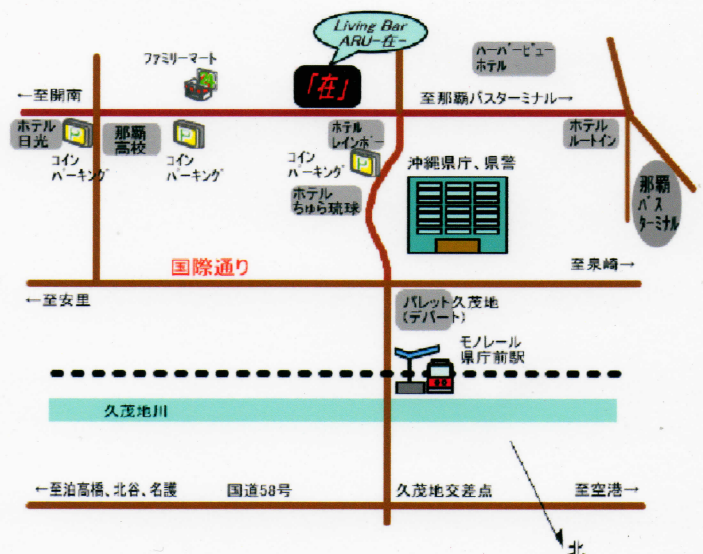 Living Bar
ARU-在-
ファミリーマート
「在」
ハーバービュー
ホテル
←至開南
至那覇バスターミナル→
ホテル
日光
P
コイン
パーキング
那覇
高校
P
コイン
パーキング
ホテル
レインボー
コイン
パーキング
P
ホテル
ちゅら琉球
沖縄県庁、県警
ホテル
ルートイン
那覇
バス
ターミナル
国際通り
至泉崎→
←至安里
パレット久茂地
(デパート)
モノレール
県庁前駅
久茂地川
←至泊高橋、北谷、名護
国道58号
久茂地交差点
至空港→
北